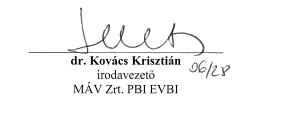 dr. Kovács Krisztián 06/28
irodavezető
MÁV Zrt. PBI EVBI